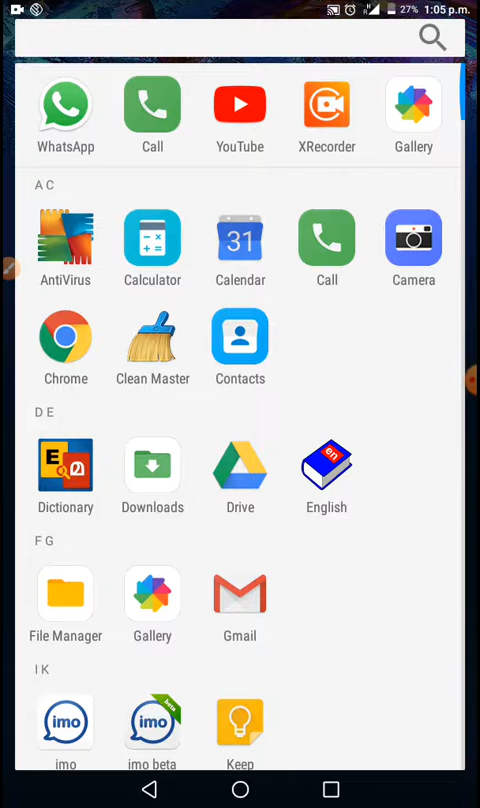 27% 1:05 p.m.
WhatsApp Call YouTube XRecorder Gallery
A C
31
AntiVirus Calculator Calendar Call Camera
Chrome Clean Master Contacts
D E
E മ en
Dictionary Downloads Drive English
F G
File Manager Gallery Gmail
I K
imo imo beta
imo imo beta Keep